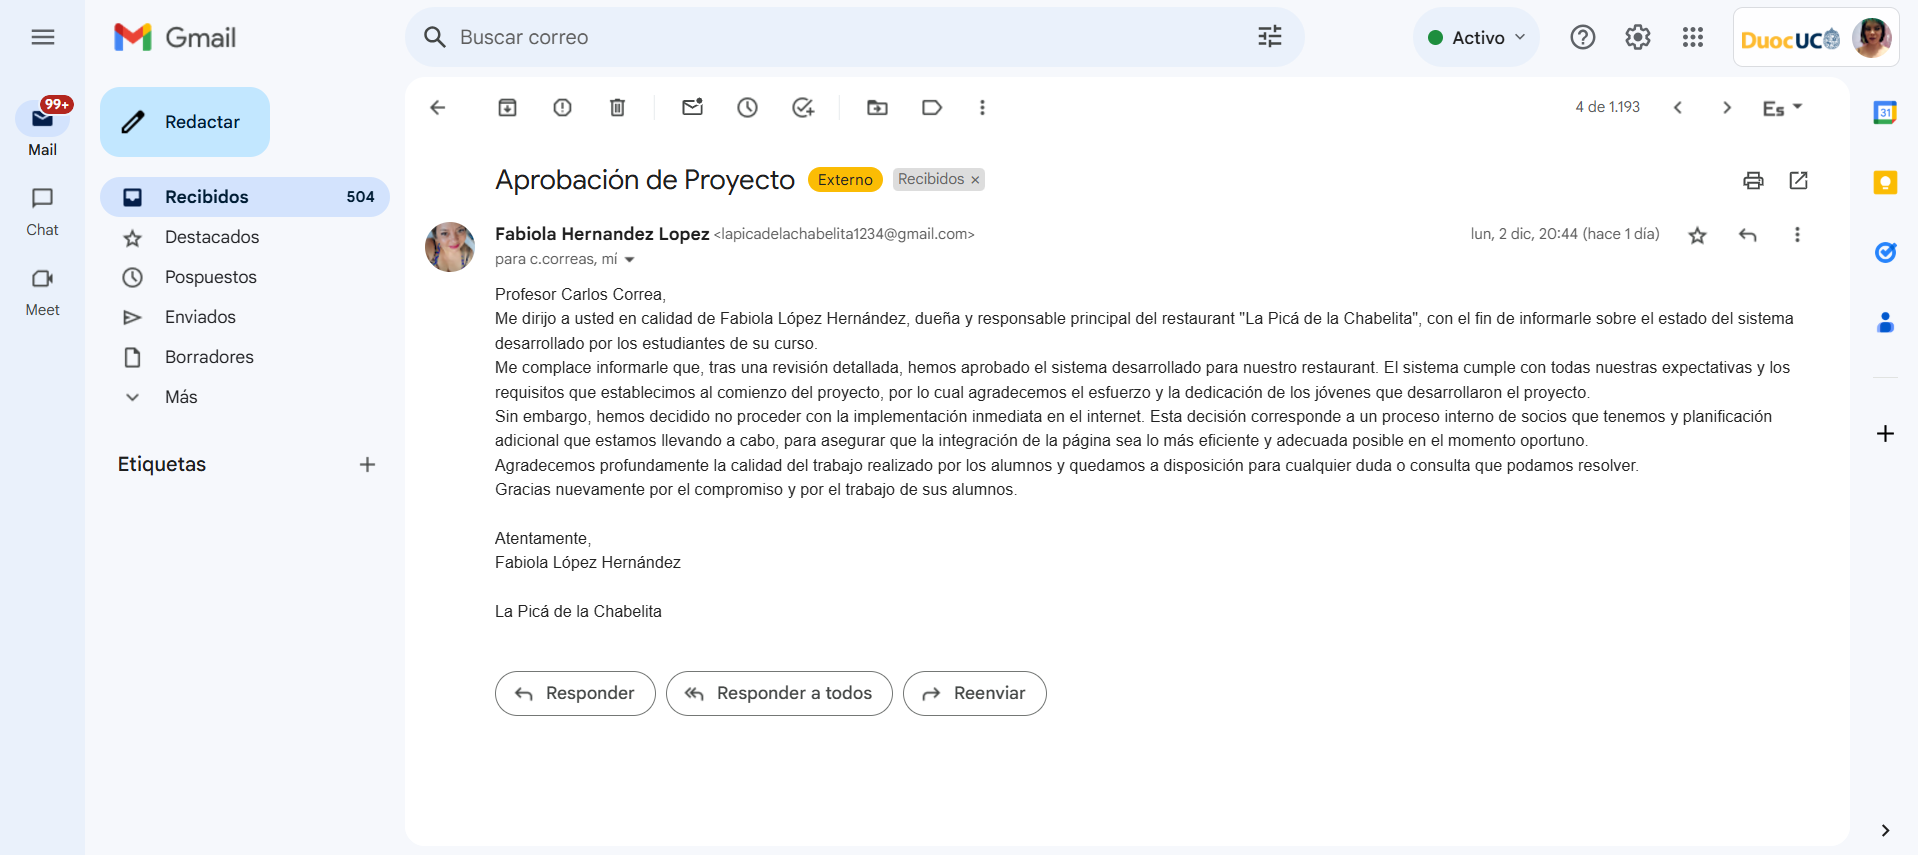 Gmail
Buscar correo
Activo
DuocUC
99+
Mail
Chat
Meet
Redactar
Recibidos 504
Destacados
Pospuestos
Enviados
Borradores
Más
Etiquetas
4 de 1.193
Es
Aprobación de Proyecto Externo Recibidos ×
Fabiola Hernandez Lopez <lapicadelachabelita1234@gmail.com>
lun, 2 dic, 20:44 (hace 1 día)
para c.correas, mí
Profesor Carlos Correa,
Me dirijo a usted en calidad de Fabiola López Hernández, dueña y responsable principal del restaurant "La Picá de la Chabelita", con el fin de informarle sobre el estado del sistema
desarrollado por los estudiantes de su curso.
Me complace informarle que, tras una revisión detallada, hemos aprobado el sistema desarrollado para nuestro restaurant. El sistema cumple con todas nuestras expectativas y los
requisitos que establecimos al comienzo del proyecto, por lo cual agradecemos el esfuerzo y la dedicación de los jóvenes que desarrollaron el proyecto.
Sin embargo, hemos decidido no proceder con la implementación inmediata en el internet. Esta decisión corresponde a un proceso interno de socios que tenemos y planificación
adicional que estamos llevando a cabo, para asegurar que la integración de la página sea lo más eficiente y adecuada posible en el momento oportuno.
Agradecemos profundamente la calidad del trabajo realizado por los alumnos y quedamos a disposición para cualquier duda o consulta que podamos resolver.
Gracias nuevamente por el compromiso y por el trabajo de sus alumnos.
Atentamente,
Fabiola López Hernández
La Picá de la Chabelita
Responder
Responder a todos
Reenviar
31